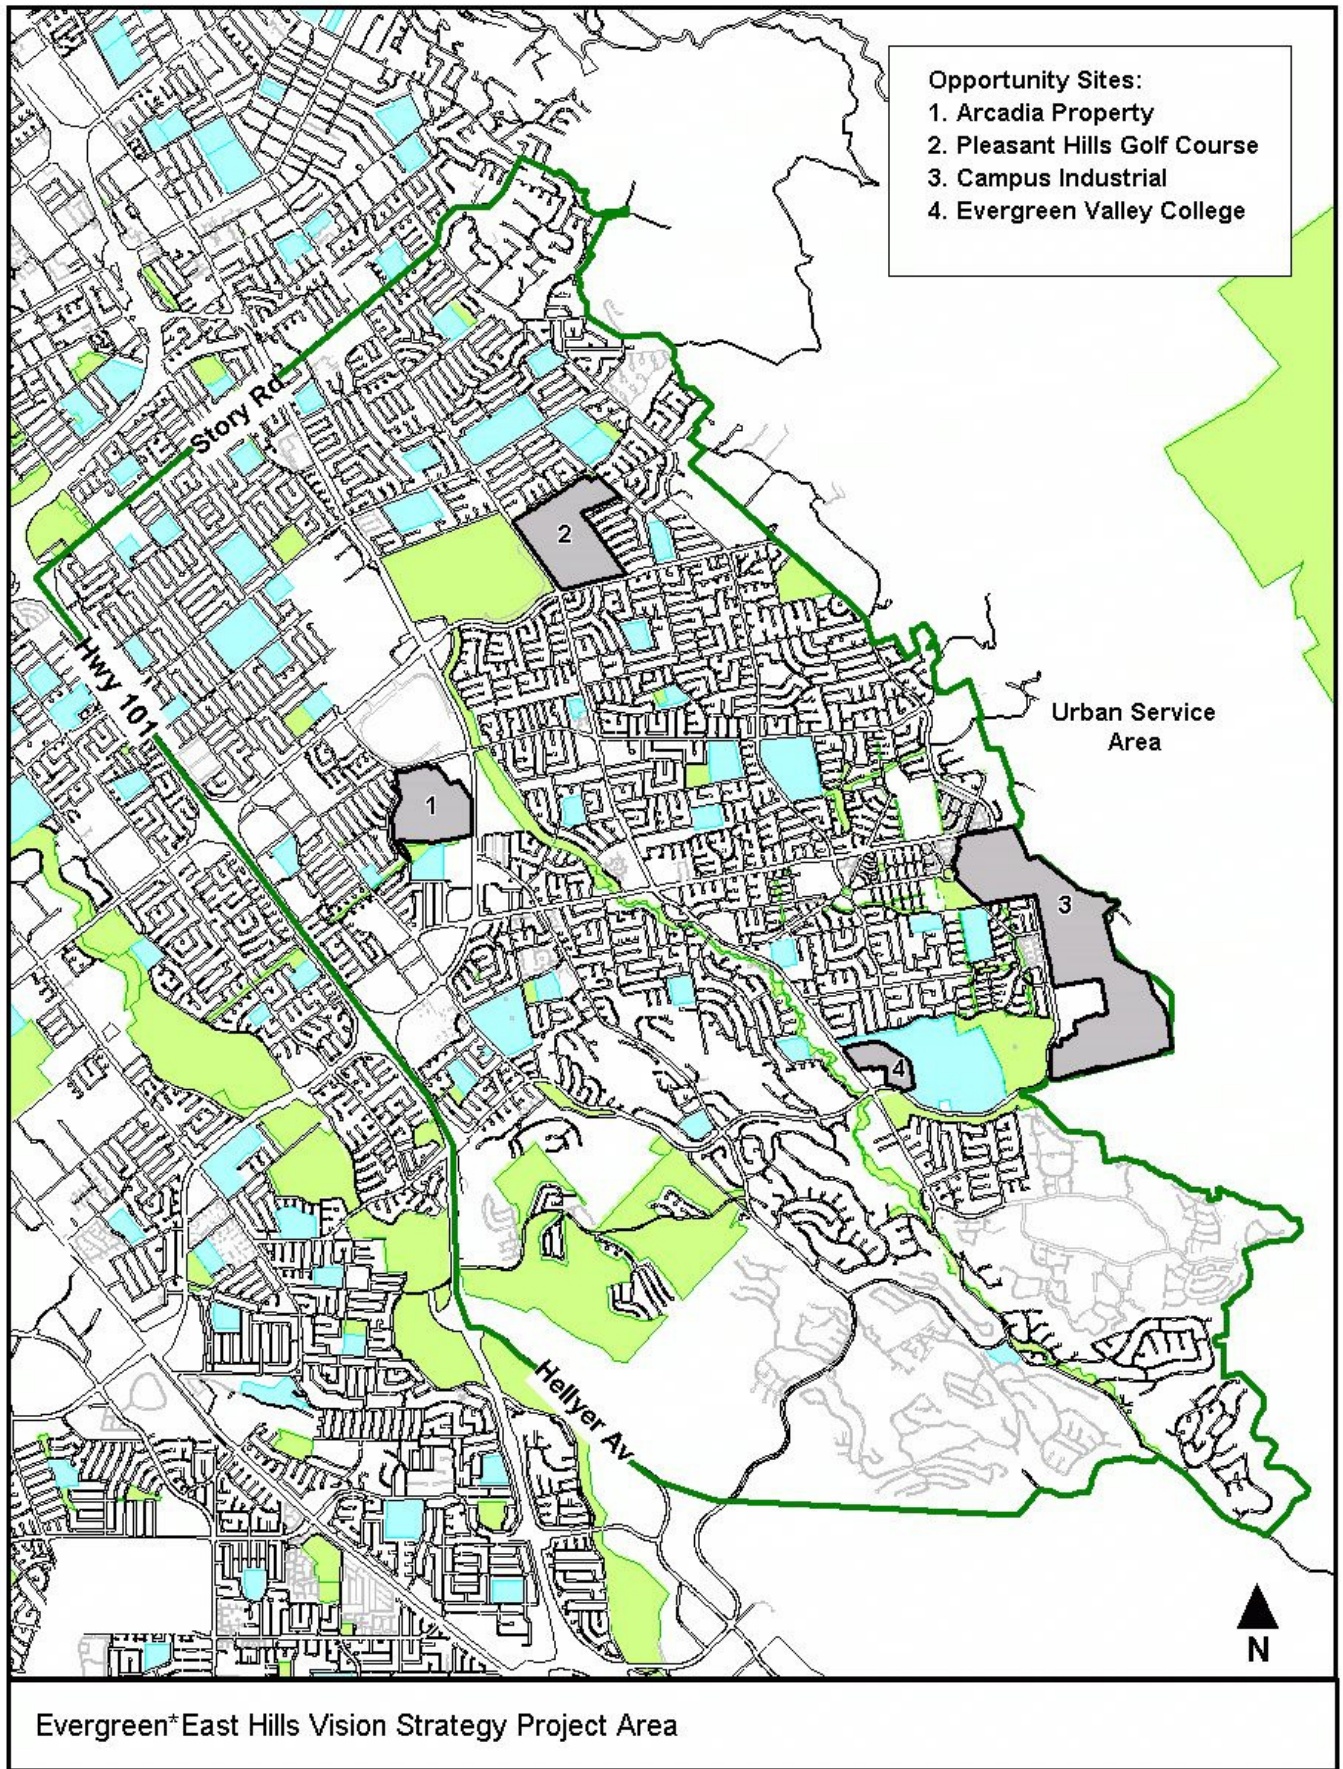 Opportunity Sites:
1. Arcadia Property
2. Pleasant Hills Golf Course
3. Campus Industrial
4. Evergreen Valley College
Story Rd
2
Hwy 101
Urban Service
Area
1
3
4
Hellyer Av
N
Evergreen*East Hills Vision Strategy Project Area